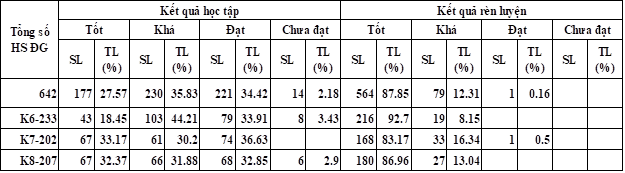 Tổng số HS ĐG Kết quả học tập Kết quả rèn luyện
Tốt Khá Đạt Chưa đạt Tốt Khá Đạt Chưa đạt
SL TL (%) SL TL (%) SL TL (%) SL TL (%) SL TL (%) SL TL (%) SL TL (%) SL TL (%)
642 177 27.57 230 35.83 221 34.42 14 2.18 564 87.85 79 12.31 1 0.16
K6-233 43 18.45 103 44.21 79 33.91 8 3.43 216 92.7 19 8.15
K7-202 67 33.17 61 30.2 74 36.63 168 83.17 33 16.34 1 0.5
K8-207 67 32.37 66 31.88 68 32.85 6 2.9 180 86.96 27 13.04